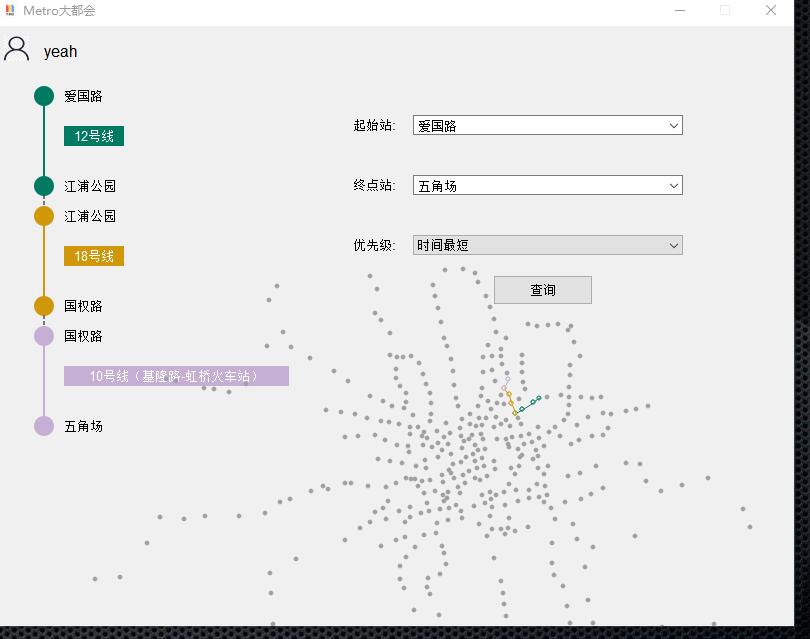 Metro大都会
yeah
爱国路
12号线
江浦公园
江浦公园
18号线
国权路
国权路
10号线（基隆路-虹桥火车站）
五角场
起始站:
爱国路
终点站:
五角场
优先级:
时间最短
查询